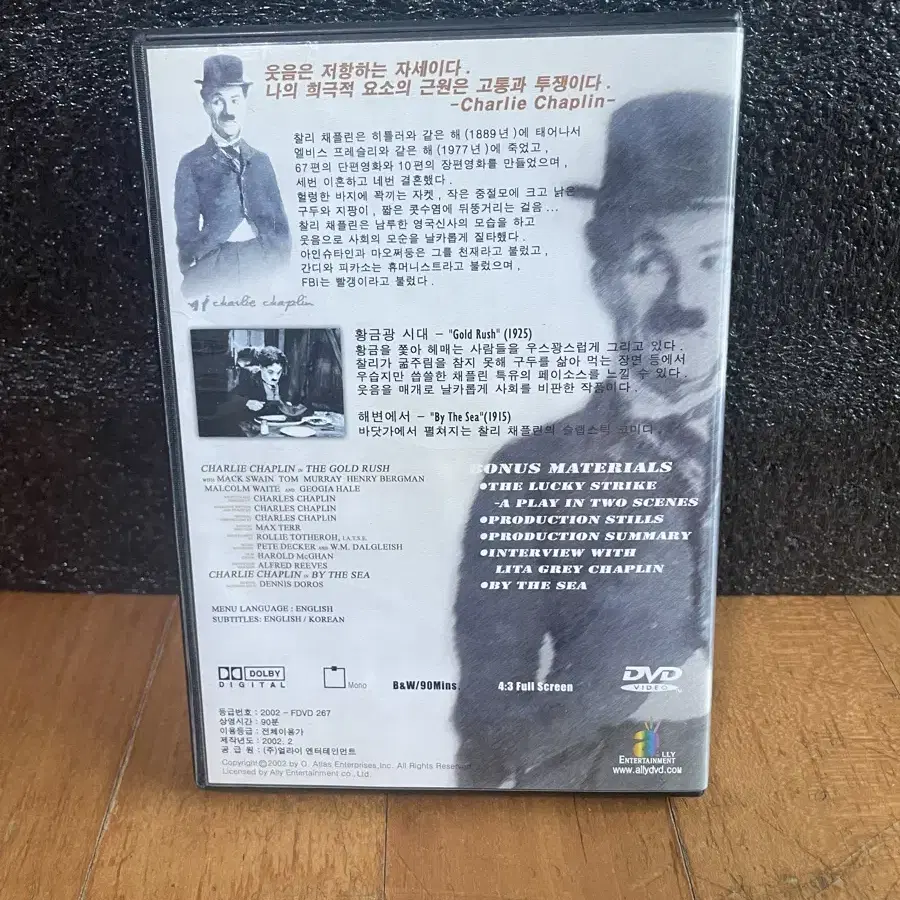 웃음은 저항하는 자세이다.
나의 희극적 요소의 근원은 고통과 투쟁이다.
-Charlie Chaplin-
찰리 채플린은 히틀러와 같은 해 (1889년)에 태어나서
엘비스 프레슬리와 같은 해 (1977년)에 죽었고,
67편의 단편영화와 10편의 장편영화를 만들었으며,
세번 이혼하고 네번 결혼했다.
헐렁한 바지에 꽉끼는 자켓, 작은 중절모에 크고 낡은
구두와 지팡이, 짧은 콧수염에 뒤뚱거리는 걸음...
찰리 채플린은 남루한 영국신사의 모습을 하고
웃음으로 사회의 모순을 날카롭게 질타했다.
아인슈타인과 마오쩌둥은 그를 천재라고 불렀고,
간디와 피카소는 휴머니스트라고 불렀으며,
FBI는 빨갱이라고 불렀다.
charlie chaplin
황금광 시대 - "Gold Rush" (1925)
황금을 쫓아 헤매는 사람들을 우스꽝스럽게 그리고 있다.
찰리가 굶주림을 참지 못해 구두를 삶아 먹는 장면 등에서
우습지만 씁쓸한 채플린 특유의 페이소스를 느낄 수 있다.
웃음을 매개로 날카롭게 사회를 비판한 작품이다.
해변에서 - "By The Sea"(1915)
바닷가에서 펼쳐지는 찰리 채플린의 슬랩스틱 코미디.
CHARLIE CHAPLIN IN THE GOLD RUSH
WITH MACK SWAIN TOM MURRAY HENRY BERGMAN
MALCOLM WAITE AND GEOGIA HALE
CHARLES CHAPLIN
CHARLES CHAPLIN
CHARLES CHAPLIN
MAX TERR
ROLLIE TOTHEROH, I.A.T.S.E.
PETE DECKER AND W.M. DALGLEISH
HAROLD McGHAN
ALFRED REEVES
CHARLIE CHAPLIN IN BY THE SEA
DENNIS DOROS
MENU LANGUAGE : ENGLISH
SUBTITLES: ENGLISH / KOREAN
BONUS MATERIALS
•THE LUCKY STRIKE
-A PLAY IN TWO SCENES
•PRODUCTION STILLS
•PRODUCTION SUMMARY
•INTERVIEW WITH
LITA GREY CHAPLIN
•BY THE SEA
DOLBY
DIGITAL
Mono
B&W/90Mins.
4:3 Full Screen
DVD
VIDEO
등급번호 : 2002 - FDVD 267
상영시간 : 90분
이용등급 : 전체이용가
제작년도 : 2002. 2.
공 급 원 : (주)얼라이 엔터테인먼트
Copyright ©2002 by O. Atlas Enterprises,Inc. All Rights Reserved.
Licensed by Ally Entertainment co., Ltd.
a LLY
ENTERTAINMENT
www.allydvd.com